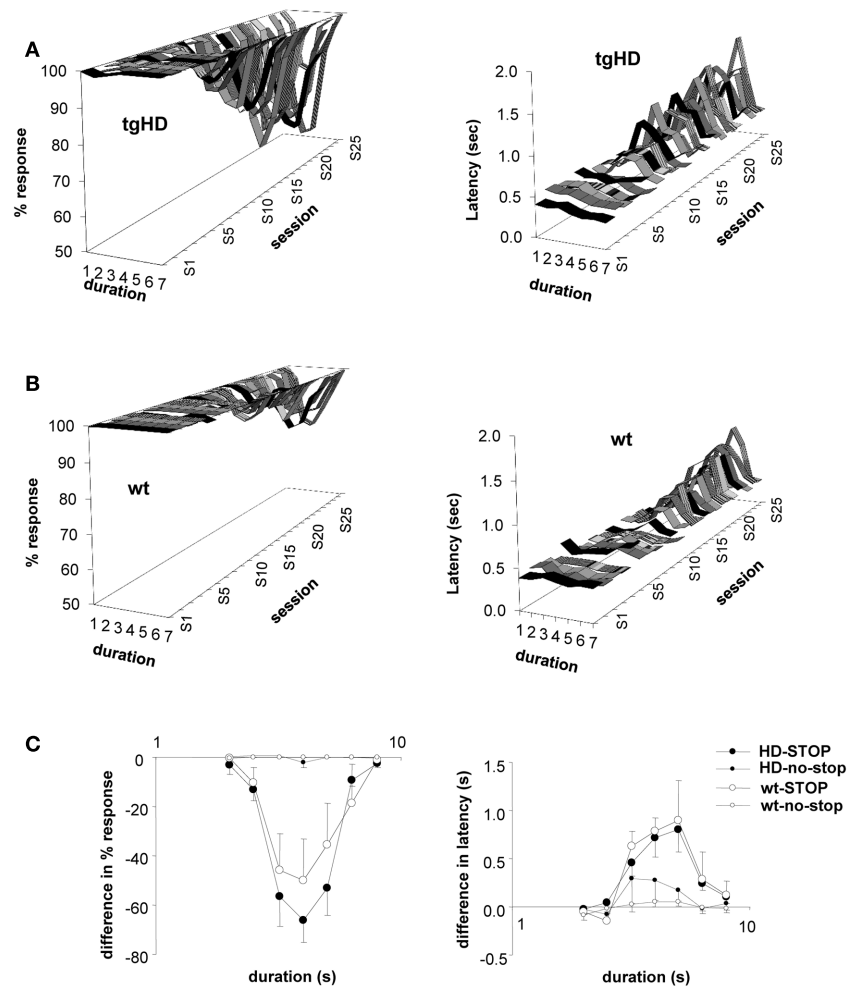 A
100
90
80
70
60
50
% response
tgHD
1 2 3 4 5 6 7
duration
S1
S5
S10
S15
S20
S25
session
tgHD
2.0
1.5
1.0
0.5
0.0
Latency (sec)
1 2 3 4 5 6 7
duration
S1
S5
S10
S15
S20
S25
session
B
100
90
80
70
60
50
% response
wt
1 2 3 4 5 6 7
duration
S1
S5
S10
S15
S20
S25
session
wt
2.0
1.5
1.0
0.5
0.0
Latency (sec)
1 2 3 4 5 6 7
duration
S1
S5
S10
S15
S20
S25
session
C
1
10
0
-20
-40
-60
-80
difference in % response
duration (s)
1.5
1.0
0.5
0.0
-0.5
difference in latency (s)
1
10
duration (s)
HD-STOP
HD-no-stop
wt-STOP
wt-no-stop